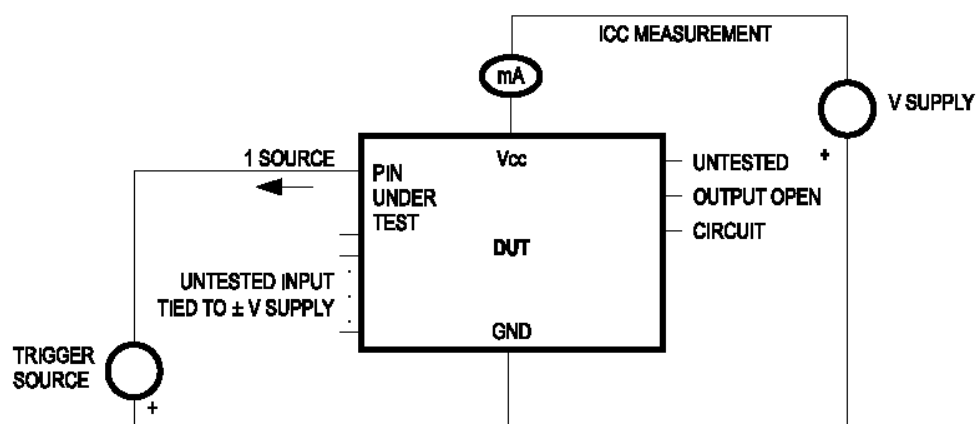 ICC MEASUREMENT
mA
V SUPPLY
+
1 SOURCE
Vcc
PIN
UNDER
TEST
UNTESTED
OUTPUT OPEN
CIRCUIT
DUT
UNTESTED INPUT
TIED TO ± V SUPPLY
GND
TRIGGER
SOURCE
+